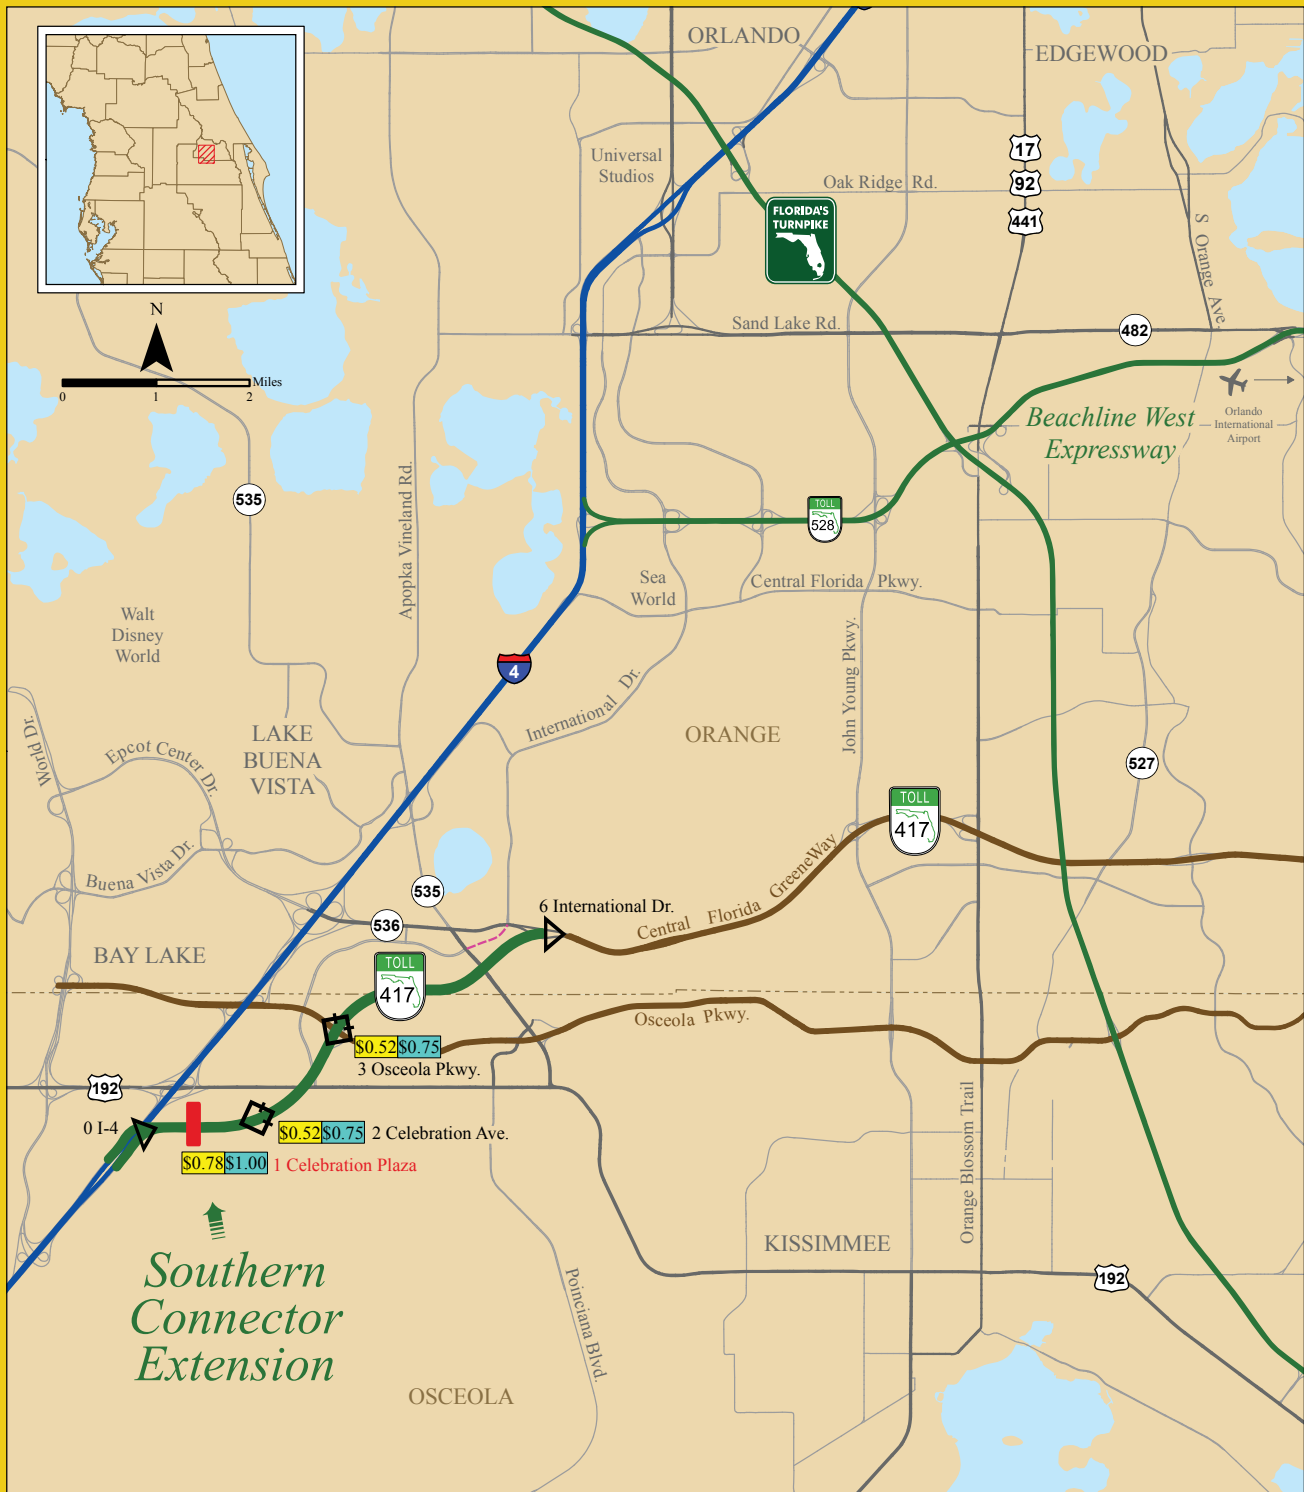 ORLANDO
EDGEWOOD
17
92
441
Universal
Studios
Oak Ridge Rd.
FLORIDA'S
TURNPIKE
S Orange Ave.
N
Miles
0 1 2
Sand Lake Rd.
482
Beachline West
Expressway
Orlando
International
Airport
535
Apopka Vineland Rd.
TOLL
528
Sea
World
Central Florida Pkwy.
Walt
Disney
World
4
John Young Pkwy.
International Dr.
ORANGE
World Dr.
Epcot Center Dr.
LAKE
BUENA
VISTA
527
TOLL
417
Buena Vista Dr.
535
6 International Dr.
Central Florida GreeneWay
536
BAY LAKE
TOLL
417
Osceola Pkwy.
$0.52 $0.75
3 Osceola Pkwy.
192
0 I-4
$0.52 $0.75 2 Celebration Ave.
$0.78 $1.00 1 Celebration Plaza
Orange Blossom Trail
KISSIMMEE
192
Southern
Connector
Extension
Poinciana Blvd.
OSCEOLA